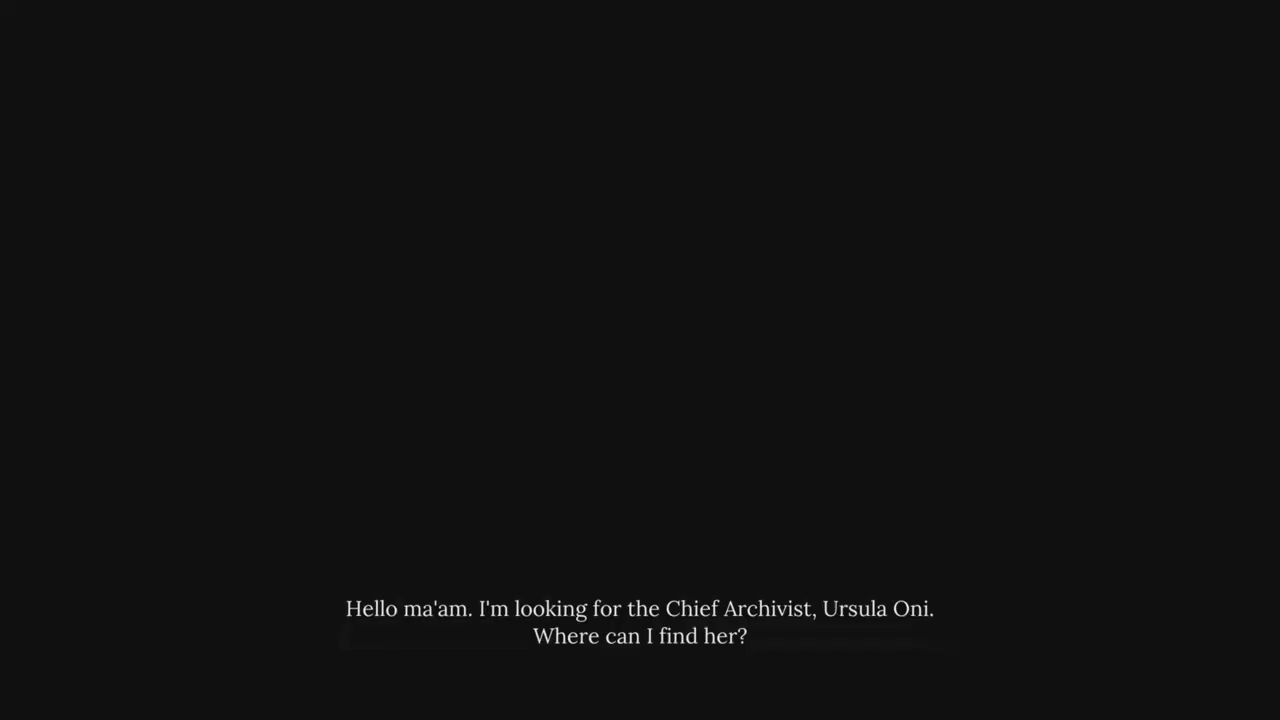 Hello ma'am. I'm looking for the Chief Archivist, Ursula Oni.
Where can I find her?